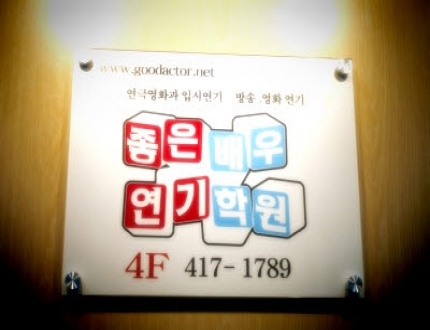 www.goodactor.net
연극영화과 입시연기 방송.영화 연기
좋은배우
연기학원
4F 417-1789